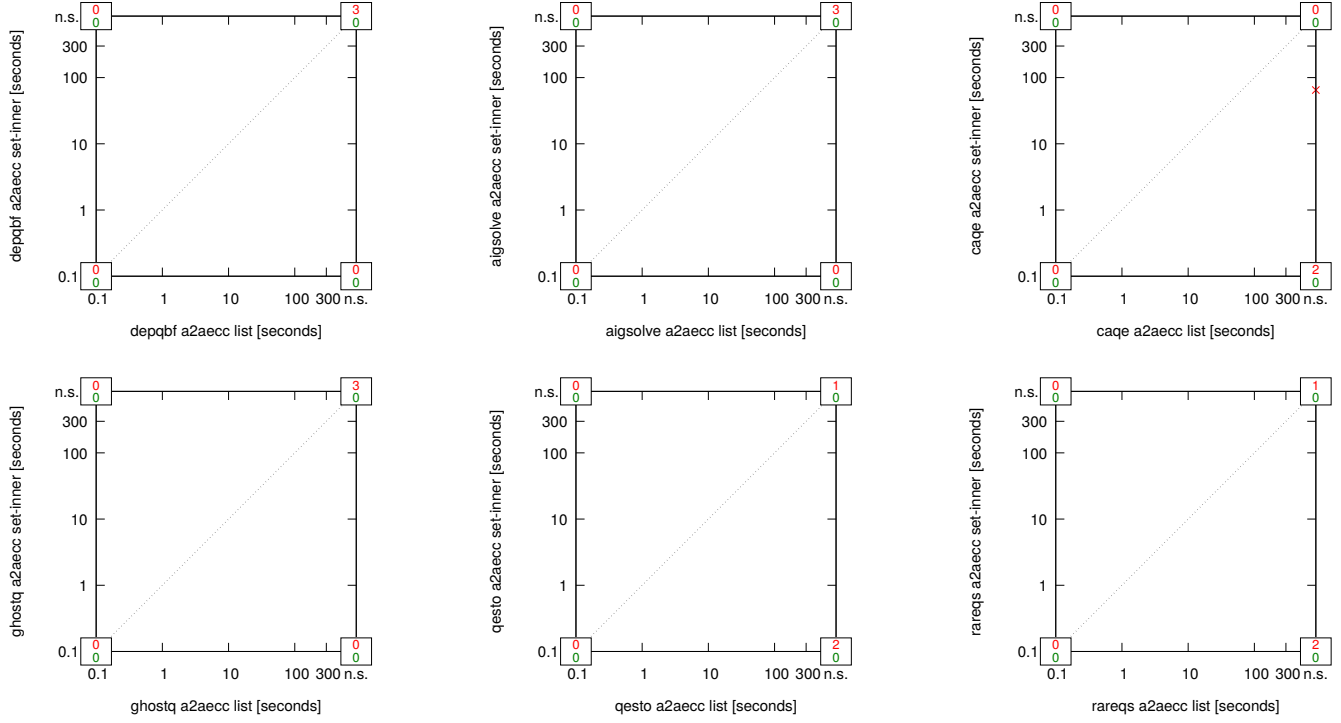 n.s. 0 0 3 0
300
100
10
1
0.1 0 0 0 0
0.1 1 10 100 300 n.s.
depqbf a2aecc set-inner [seconds]
depqbf a2aecc list [seconds]
n.s. 0 0 3 0
300
100
10
1
0.1 0 0 0 0
0.1 1 10 100 300 n.s.
aigsolve a2aecc set-inner [seconds]
aigsolve a2aecc list [seconds]
n.s. 0 0 0 0
300
100
10
1
0.1 0 0 2 0
0.1 1 10 100 300 n.s.
caqe a2aecc set-inner [seconds]
caqe a2aecc list [seconds]
n.s. 0 0 3 0
300
100
10
1
0.1 0 0 0 0
0.1 1 10 100 300 n.s.
ghostq a2aecc set-inner [seconds]
ghostq a2aecc list [seconds]
n.s. 0 0 1 0
300
100
10
1
0.1 0 0 2 0
0.1 1 10 100 300 n.s.
qesto a2aecc set-inner [seconds]
qesto a2aecc list [seconds]
n.s. 0 0 1 0
300
100
10
1
0.1 0 0 2 0
0.1 1 10 100 300 n.s.
rareqs a2aecc set-inner [seconds]
rareqs a2aecc list [seconds]